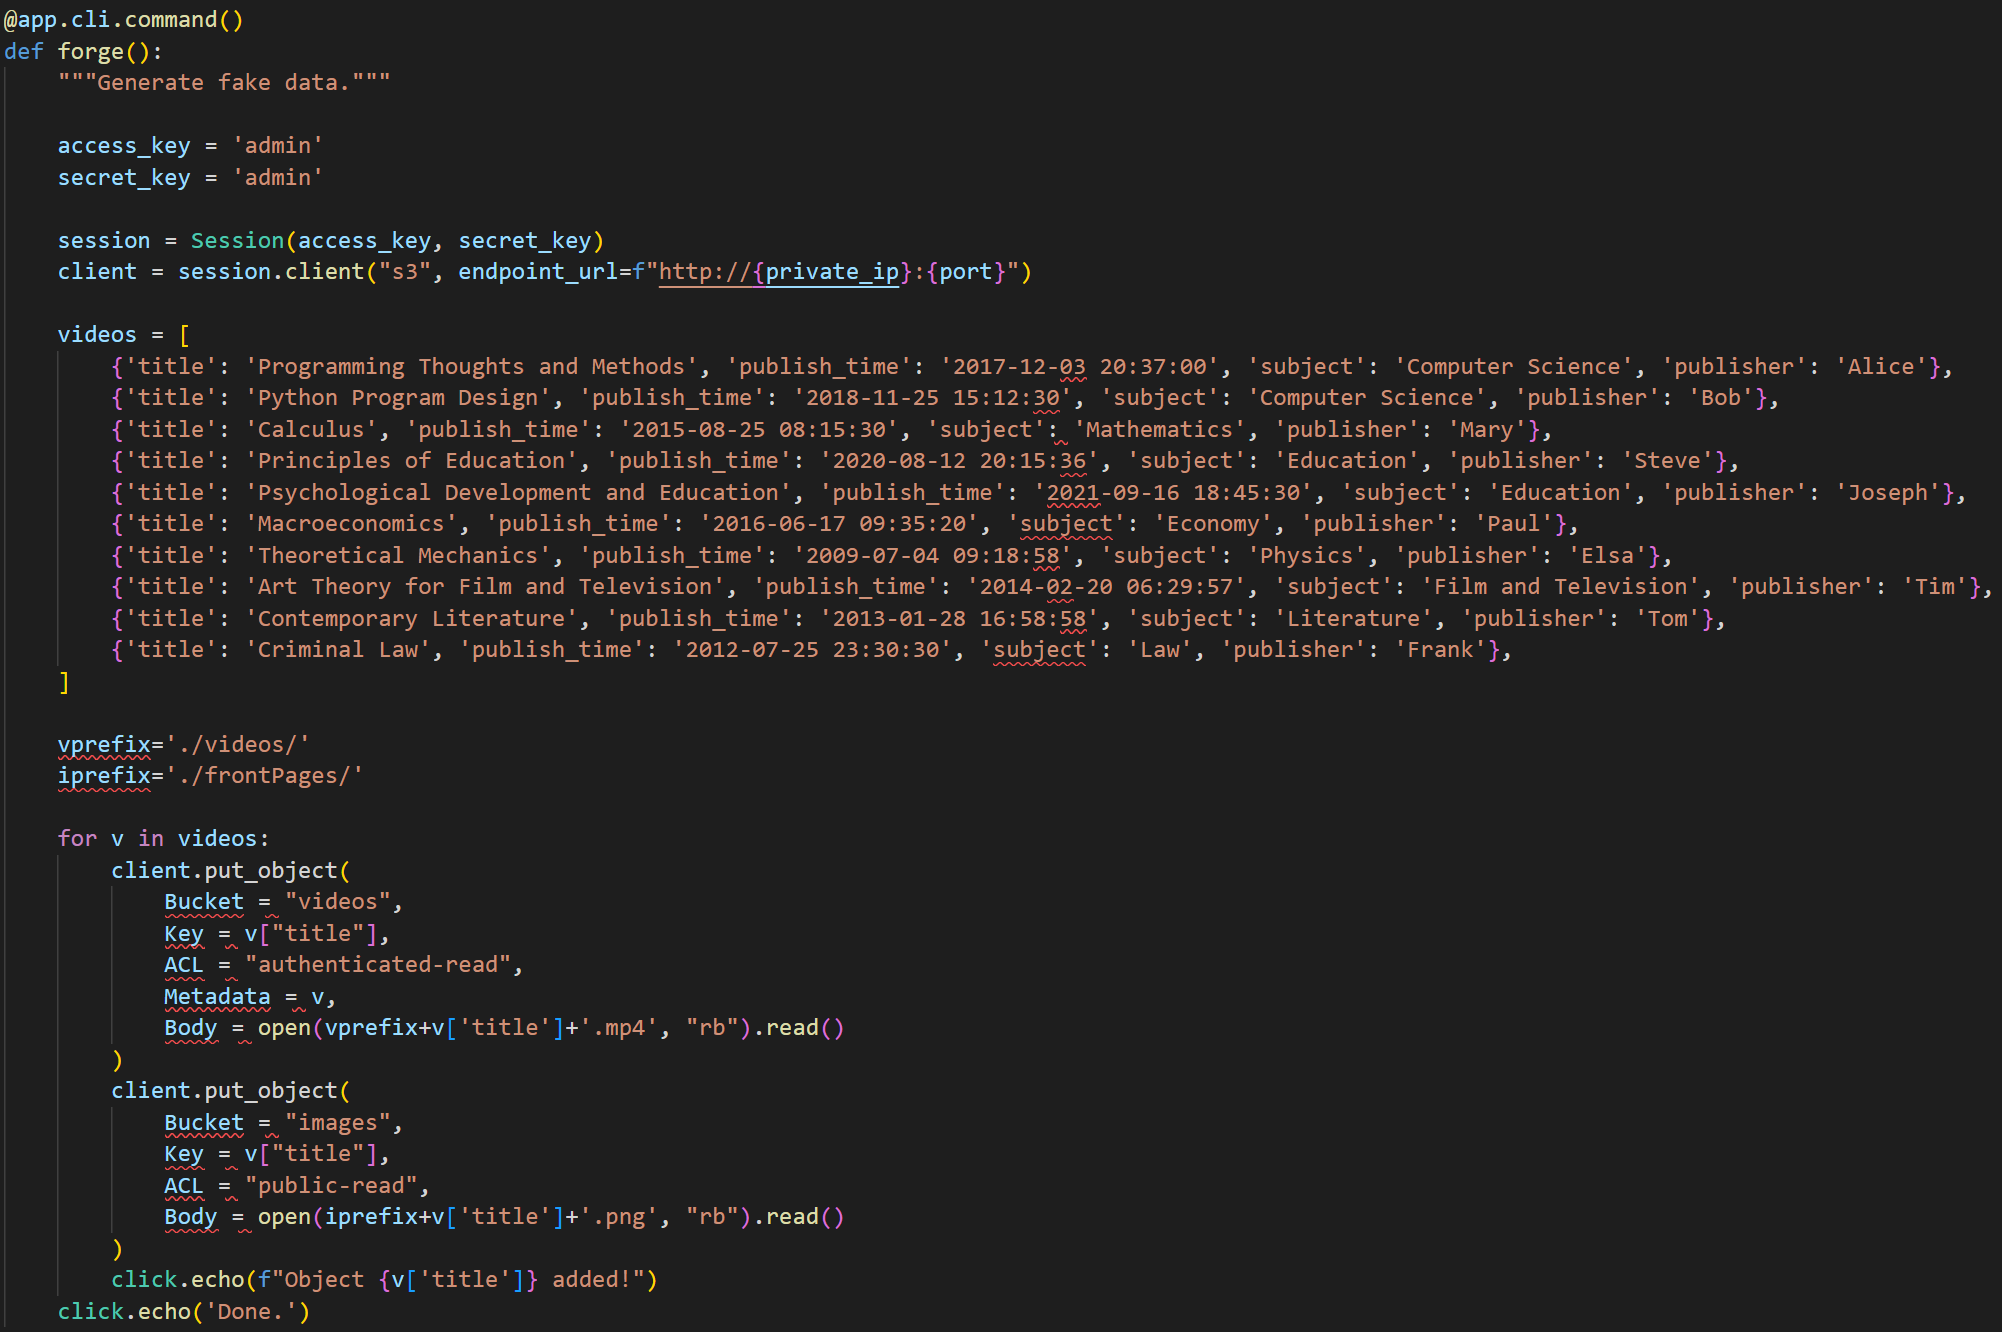 @app.cli.command()
def forge():
    """Generate fake data."""

    access_key = 'admin'
    secret_key = 'admin'

    session = Session(access_key, secret_key)
    client = session.client("s3", endpoint_url=f"http://{private_ip}:{port}")

    videos = [
        {'title': 'Programming Thoughts and Methods', 'publish_time': '2017-12-03 20:37:00', 'subject': 'Computer Science', 'publisher': 'Alice'},
        {'title': 'Python Program Design', 'publish_time': '2018-11-25 15:12:30', 'subject': 'Computer Science', 'publisher': 'Bob'},
        {'title': 'Calculus', 'publish_time': '2015-08-25 08:15:30', 'subject': 'Mathematics', 'publisher': 'Mary'},
        {'title': 'Principles of Education', 'publish_time': '2020-08-12 20:15:36', 'subject': 'Education', 'publisher': 'Steve'},
        {'title': 'Psychological Development and Education', 'publish_time': '2021-09-16 18:45:30', 'subject': 'Education', 'publisher': 'Joseph'},
        {'title': 'Macroeconomics', 'publish_time': '2016-06-17 09:35:20', 'subject': 'Economy', 'publisher': 'Paul'},
        {'title': 'Theoretical Mechanics', 'publish_time': '2009-07-04 09:18:58', 'subject': 'Physics', 'publisher': 'Elsa'},
        {'title': 'Art Theory for Film and Television', 'publish_time': '2014-02-20 06:29:57', 'subject': 'Film and Television', 'publisher': 'Tim'},
        {'title': 'Contemporary Literature', 'publish_time': '2013-01-28 16:58:58', 'subject': 'Literature', 'publisher': 'Tom'},
        {'title': 'Criminal Law', 'publish_time': '2012-07-25 23:30:30', 'subject': 'Law', 'publisher': 'Frank'},
    ]

    vprefix='./videos/'
    iprefix='./frontPages/'

    for v in videos:
        client.put_object(
            Bucket = "videos",
            Key = v["title"],
            ACL = "authenticated-read",
            Metadata = v,
            Body = open(vprefix+v['title']+'.mp4', "rb").read()
        )
        client.put_object(
            Bucket = "images",
            Key = v["title"],
            ACL = "public-read",
            Body = open(iprefix+v['title']+'.png', "rb").read()
        )
        click.echo(f"Object {v['title']} added!")
    click.echo('Done.')